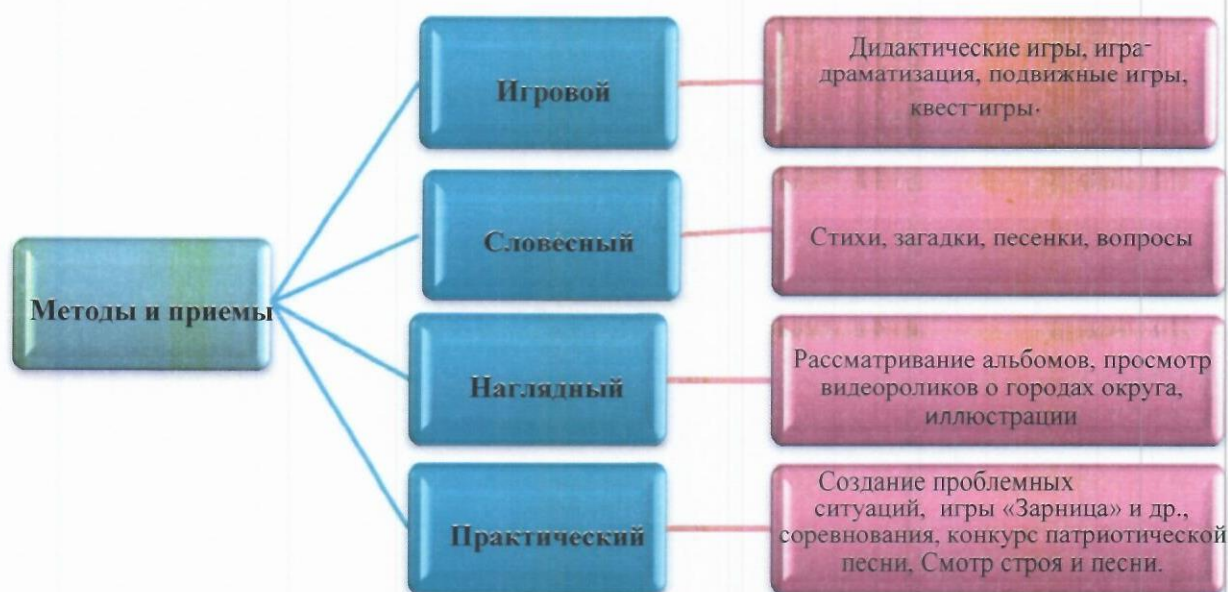 Методы и приемы
Игровой
Дидактические игры, игра-
драматизация, подвижные игры,
квест-игры.
Словесный
Стихи, загадки, песенки, вопросы
Наглядный
Рассматривание альбомов, просмотр
видеороликов о городах округа,
иллюстрации
Практический
Создание проблемных
ситуаций, игры «Зарница» и др.,
соревнования, конкурс патриотической
песни, Смотр строя и песни.